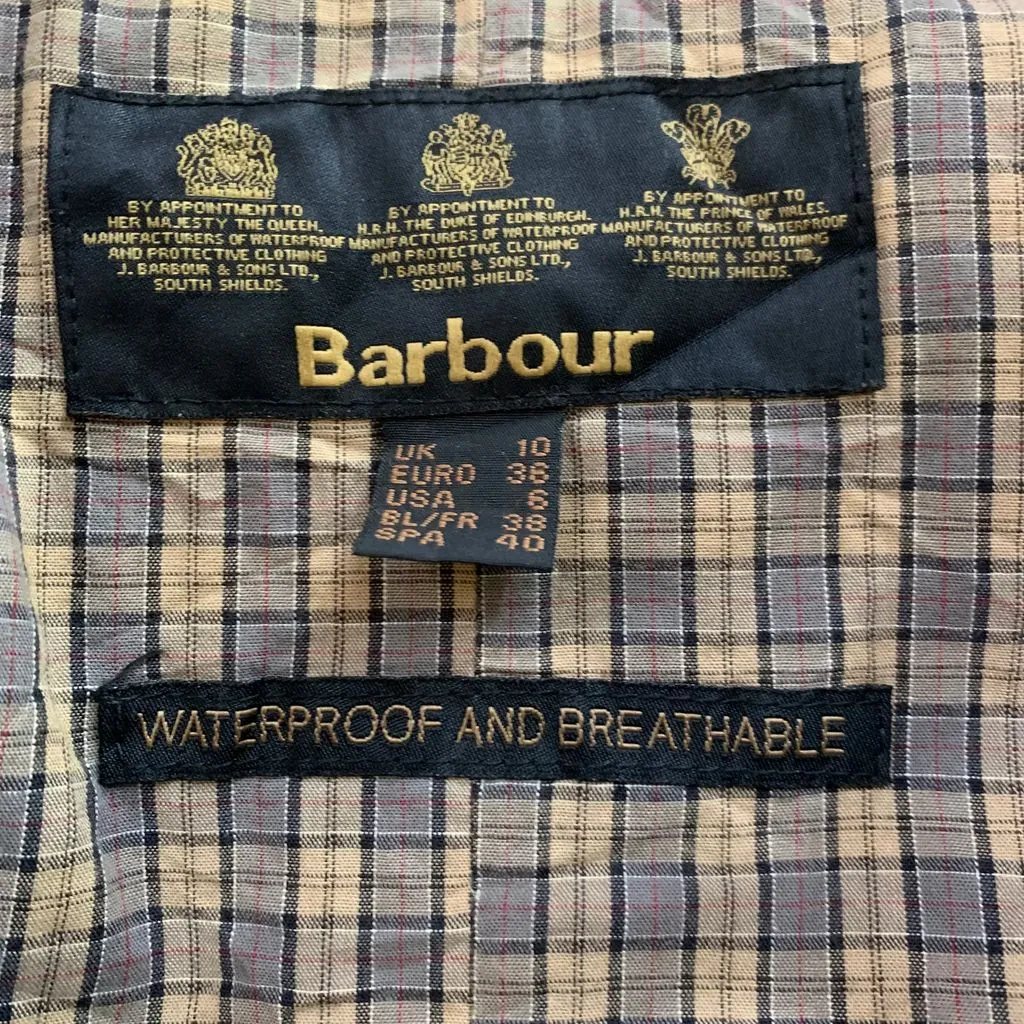 BY APPOINTMENT TO
HER MAJESTY THE QUEEN.
MANUFACTURERS OF WATERPROOF
AND PROTECTIVE CLOTHING
J. BARBOUR & SONS LTD.,
SOUTH SHIELDS.
BY APPOINTMENT TO
H.R.H. THE DUKE OF EDINBURGH.
MANUFACTURERS OF WATERPROOF
AND PROTECTIVE CLOTHING
J. BARBOUR & SONS LTD.,
SOUTH SHIELDS.
BY APPOINTMENT TO
H.R.H. THE PRINCE OF WALES.
MANUFACTURERS OF WATERPROOF
AND PROTECTIVE CLOTHING
J. BARBOUR & SONS LTD.,
SOUTH SHIELDS.
Barbour
UK 10
EURO 36
USA 6
BL/FR 38
SPA 40
WATERPROOF AND BREATHABLE